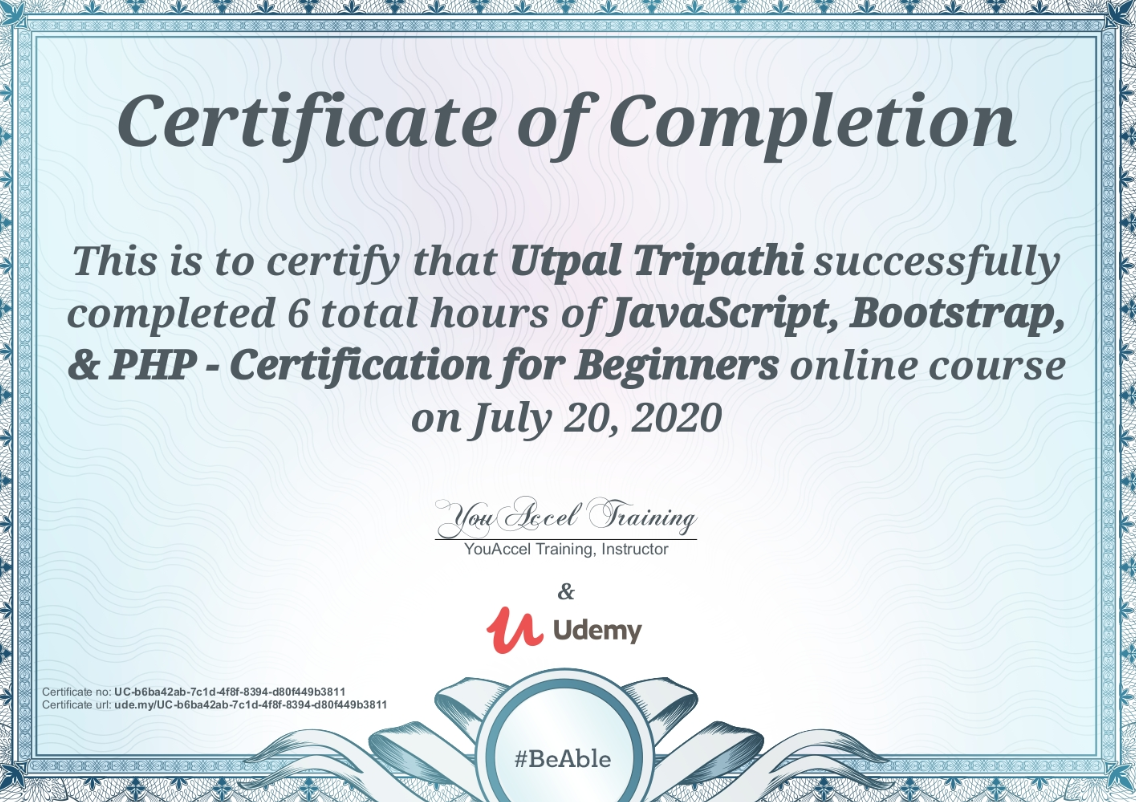 Certificate of Completion
This is to certify that Utpal Tripathi successfully
completed 6 total hours of JavaScript, Bootstrap,
& PHP - Certification for Beginners online course
on July 20, 2020
YouAccel Training
YouAccel Training, Instructor
&
Udemy
Certificate no: UC-b6ba42ab-7c1d-4f8f-8394-d80f449b3811
Certificate url: ude.my/UC-b6ba42ab-7c1d-4f8f-8394-d80f449b3811
#BeAble